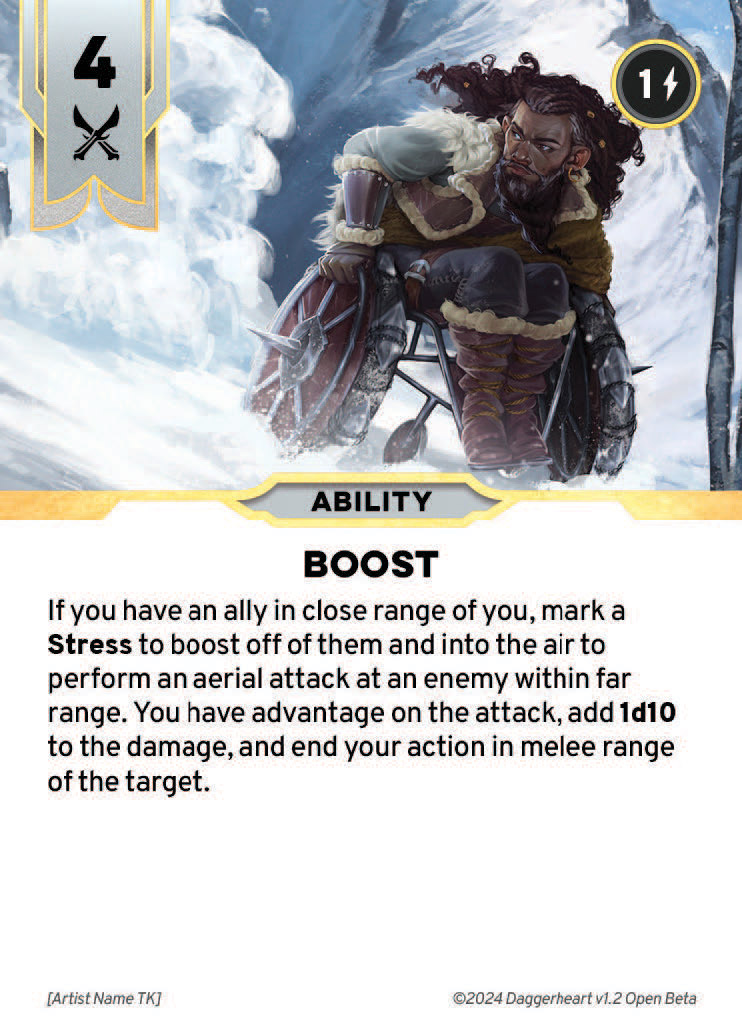 4
1
ABILITY
BOOST
If you have an ally in close range of you, mark a
Stress to boost off of them and into the air to
perform an aerial attack at an enemy within far
range. You have advantage on the attack, add 1d10
to the damage, and end your action in melee range
of the target.
[Artist Name TK]
©2024 Daggerheart v1.2 Open Beta